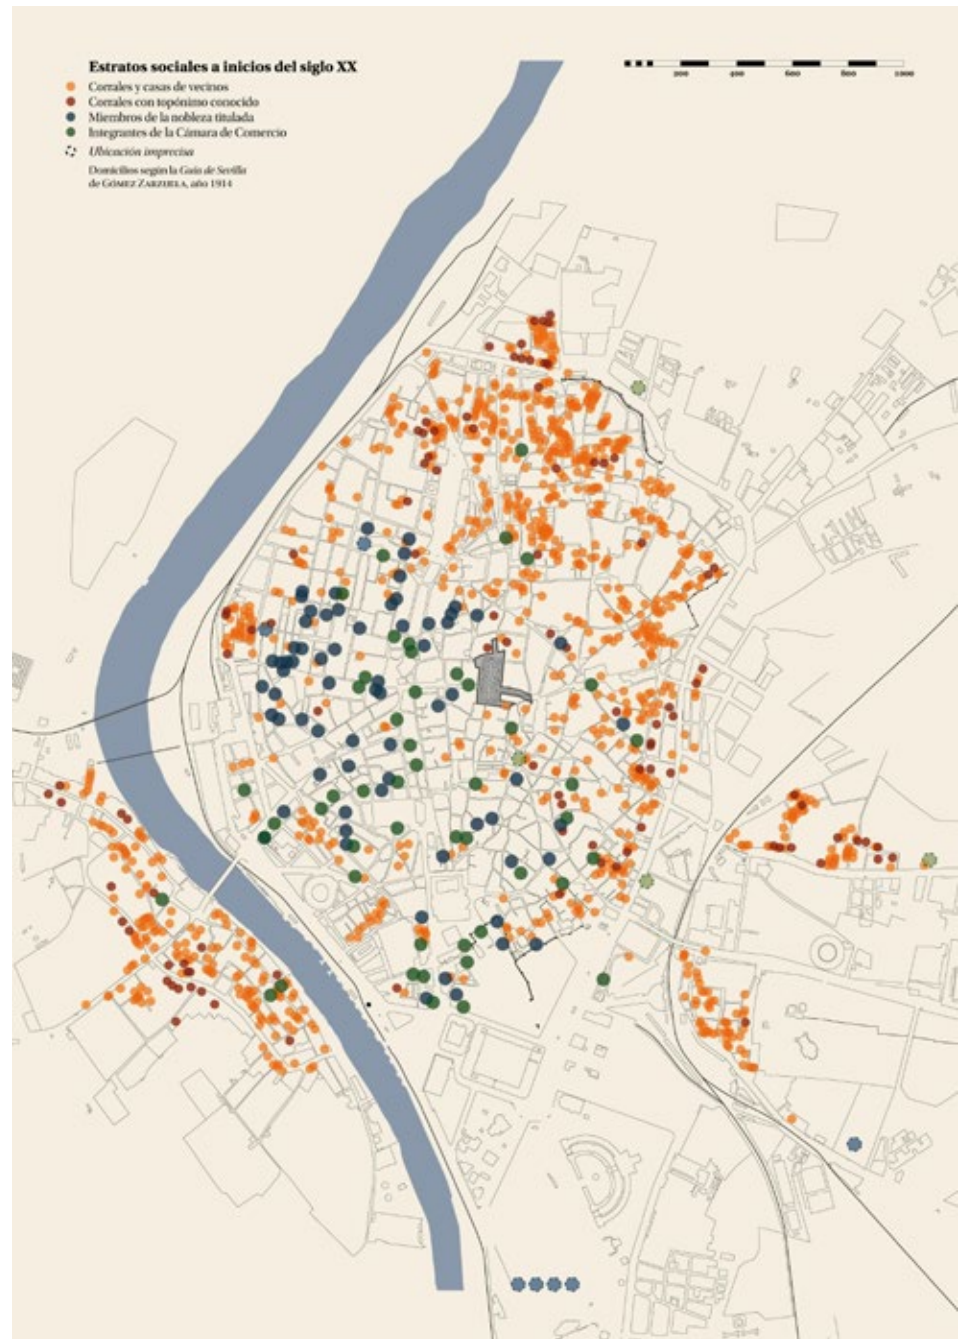 Estratos sociales a inicios del siglo XX
Corrales y casas de vecinos
Corrales con topónimo conocido
Miembros de la nobleza titulada
Integrantes de la Cámara de Comercio
Ubicación imprecisa
Domicilios según la Guía de Sevilla
de GÓMEZ ZARZUELA, año 1914
200 400 600 800 1000